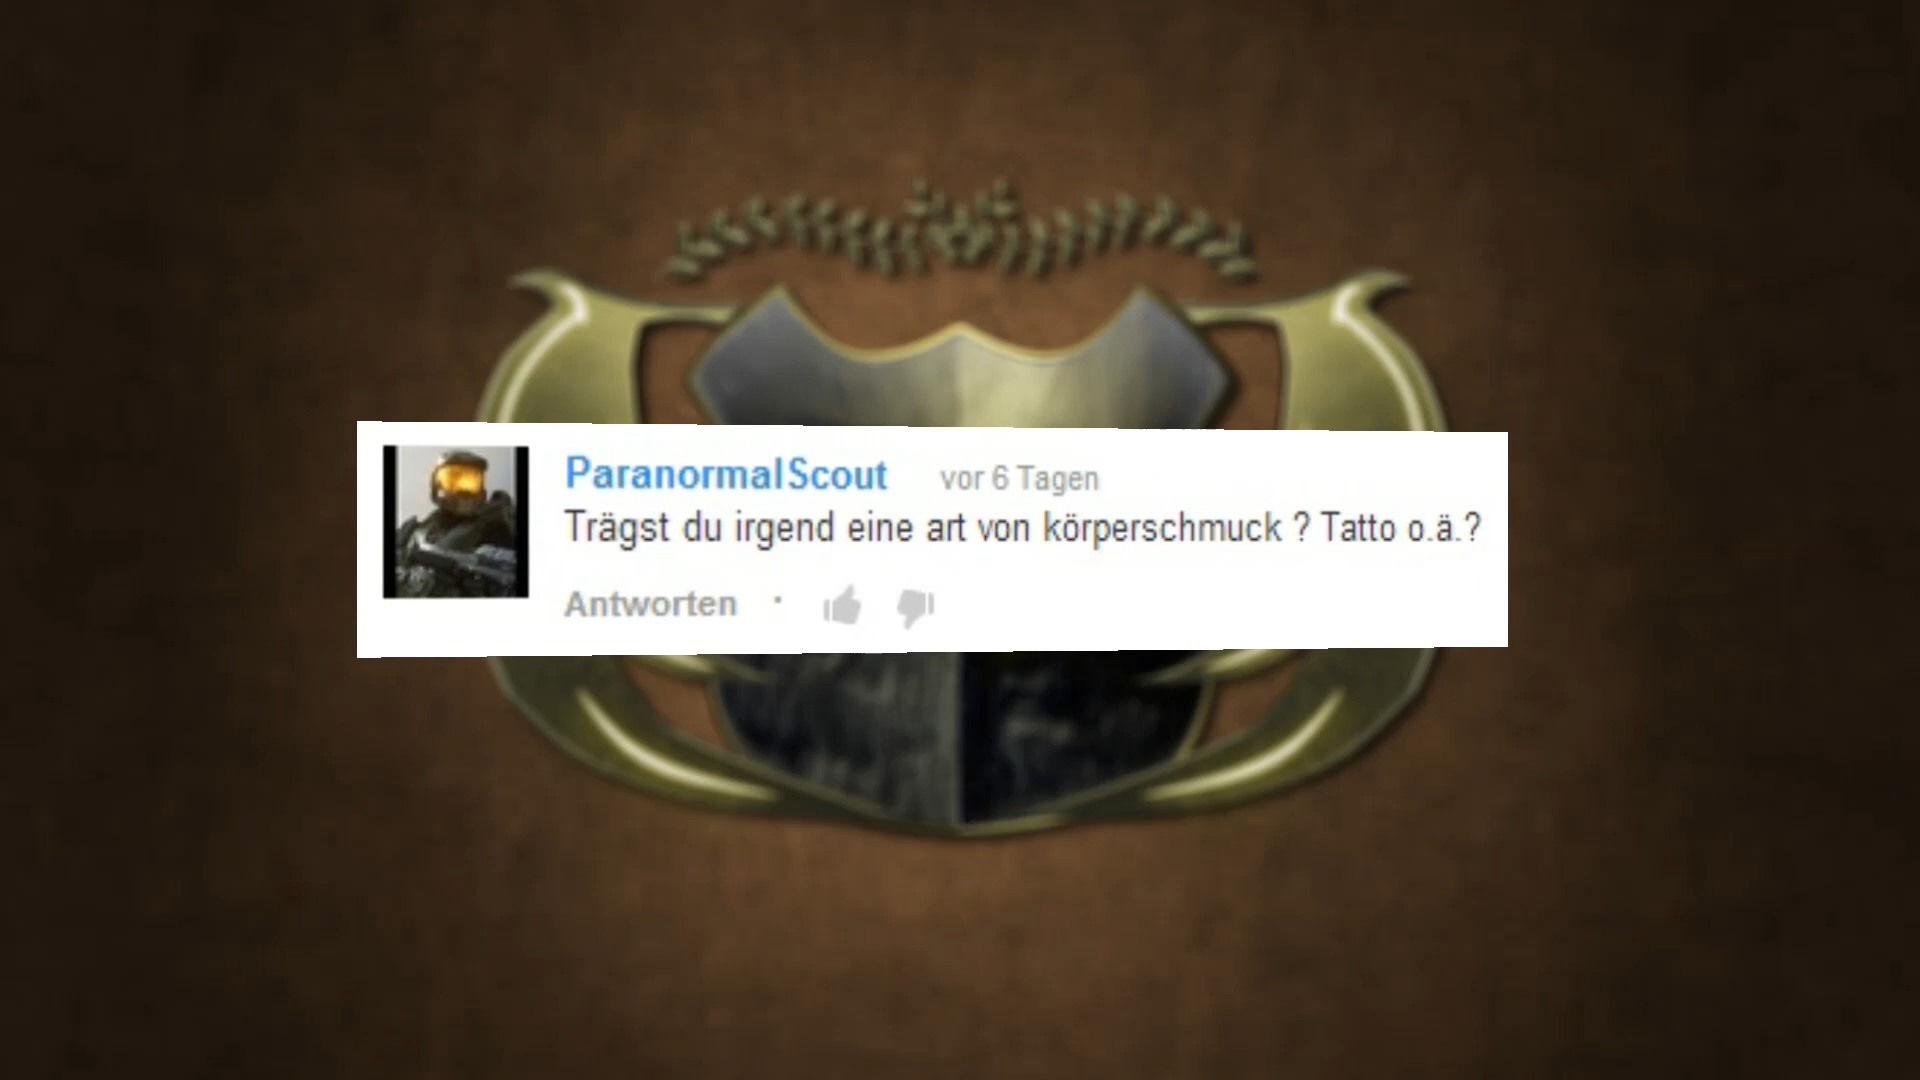 ParanormalScout vor 6 Tagen
Trägst du irgend eine art von körperschmuck ? Tatto o.ä.?
Antworten ·